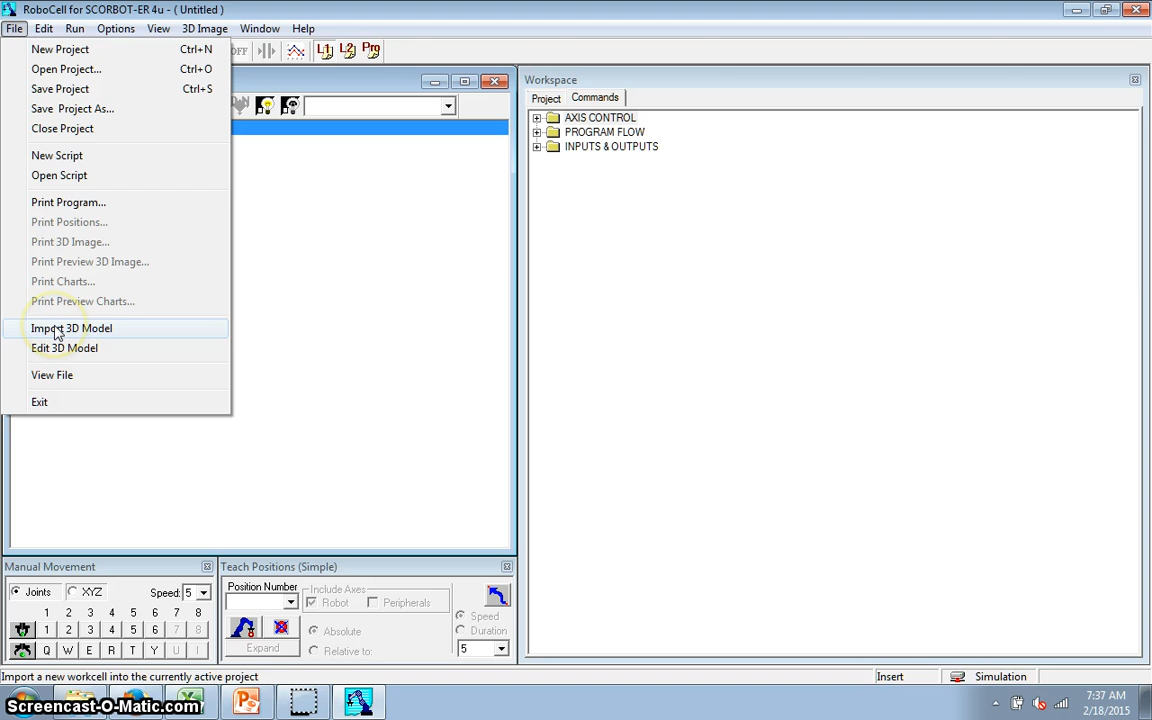 RoboCell for SCORBOT-ER 4u - ( Untitled )
File Edit Run Options View 3D Image Window Help
New Project Ctrl+N
Open Project... Ctrl+O
Save Project Ctrl+S
Save Project As...
Close Project
New Script
Open Script
Print Program...
Print Positions...
Print 3D Image...
Print Preview 3D Image...
Print Charts...
Print Preview Charts...
Import 3D Model
Edit 3D Model
View File
Exit
OFF L1 L2 Prg
Workspace
Project Commands
AXIS CONTROL
PROGRAM FLOW
INPUTS & OUTPUTS
Manual Movement
Joints XYZ Speed: 5
1 2 3 4 5 6 7 8
1 2 3 4 5 6 7 8
Q W E R T Y U I
Teach Positions (Simple)
Position Number
Include Axes
Robot Peripherals
Absolute
Relative to:
Expand
Speed
Duration
5
Import a new workcell into the currently active project
Insert
Simulation
Screencast-O-Matic.com
7:37 AM
2/18/2015